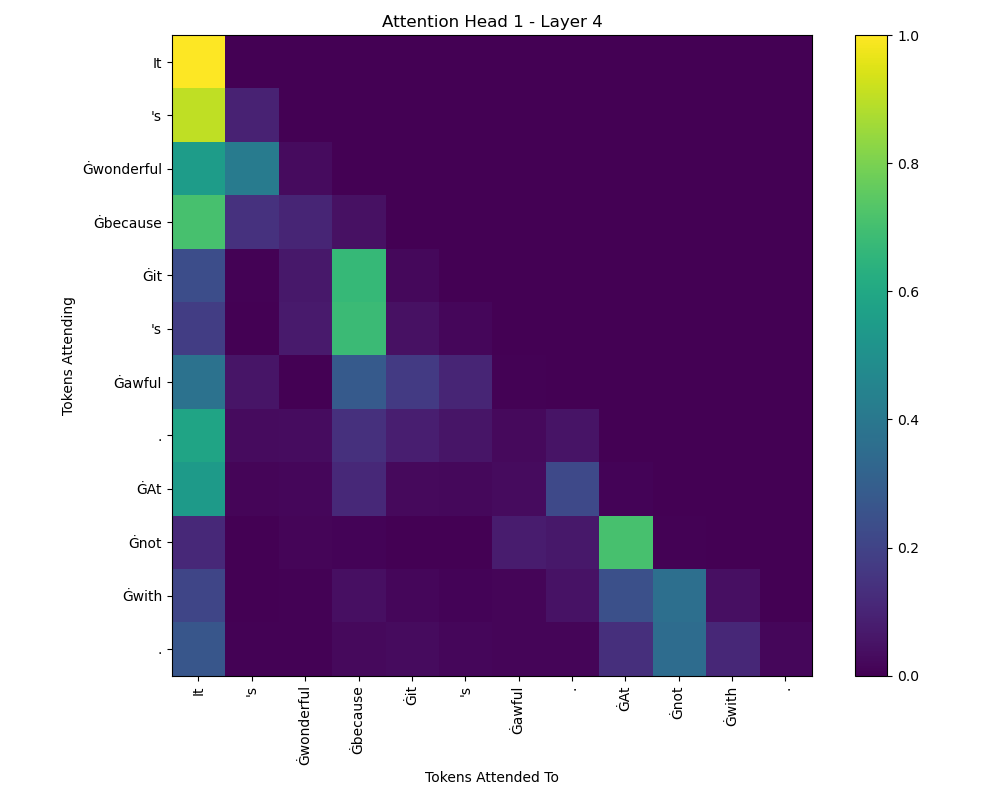 Attention Head 1 - Layer 4
Tokens Attending
It
's
Ġwonderful
Ġbecause
Ġit
's
Ġawful
.
ĠAt
Ġnot
Ġwith
.
It
's
Ġwonderful
Ġbecause
Ġit
's
Ġawful
.
ĠAt
Ġnot
Ġwith
.
Tokens Attended To
1.0
0.8
0.6
0.4
0.2
0.0